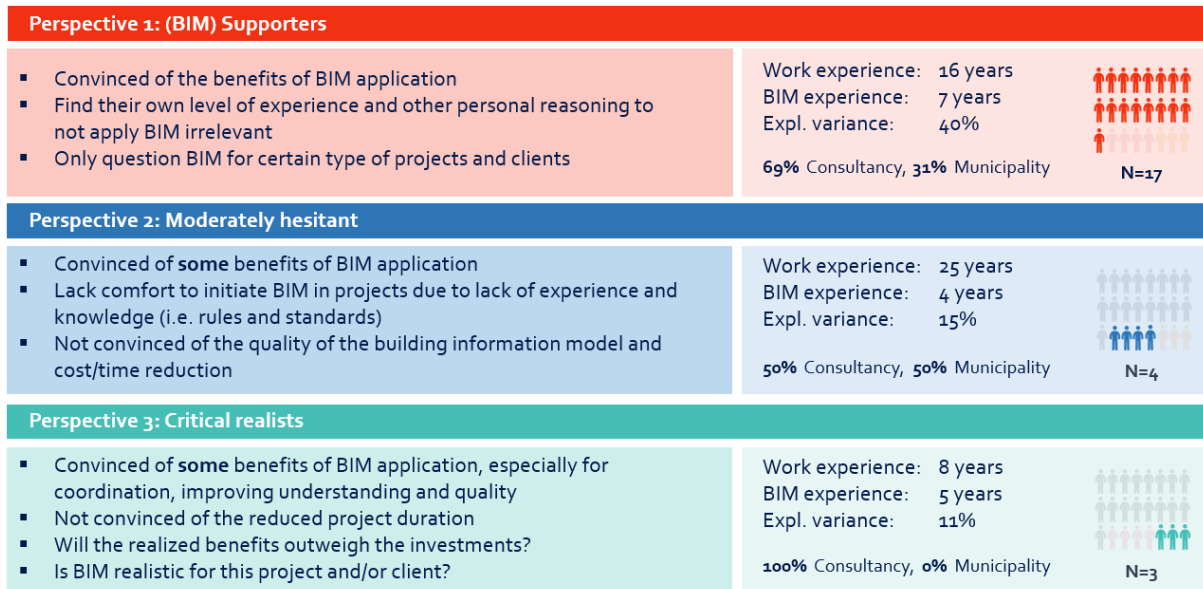 Perspective 1: (BIM) Supporters
▪ Convinced of the benefits of BIM application
▪ Find their own level of experience and other personal reasoning to
not apply BIM irrelevant
▪ Only question BIM for certain type of projects and clients
Work experience: 16 years
BIM experience: 7 years
Expl. variance: 40%
69% Consultancy, 31% Municipality
N=17
Perspective 2: Moderately hesitant
▪ Convinced of some benefits of BIM application
▪ Lack comfort to initiate BIM in projects due to lack of experience and
knowledge (i.e. rules and standards)
▪ Not convinced of the quality of the building information model and
cost/time reduction
Work experience: 25 years
BIM experience: 4 years
Expl. variance: 15%
50% Consultancy, 50% Municipality
N=4
Perspective 3: Critical realists
▪ Convinced of some benefits of BIM application, especially for
coordination, improving understanding and quality
▪ Not convinced of the reduced project duration
▪ Will the realized benefits outweigh the investments?
▪ Is BIM realistic for this project and/or client?
Work experience: 8 years
BIM experience: 5 years
Expl. variance: 11%
100% Consultancy, 0% Municipality
N=3